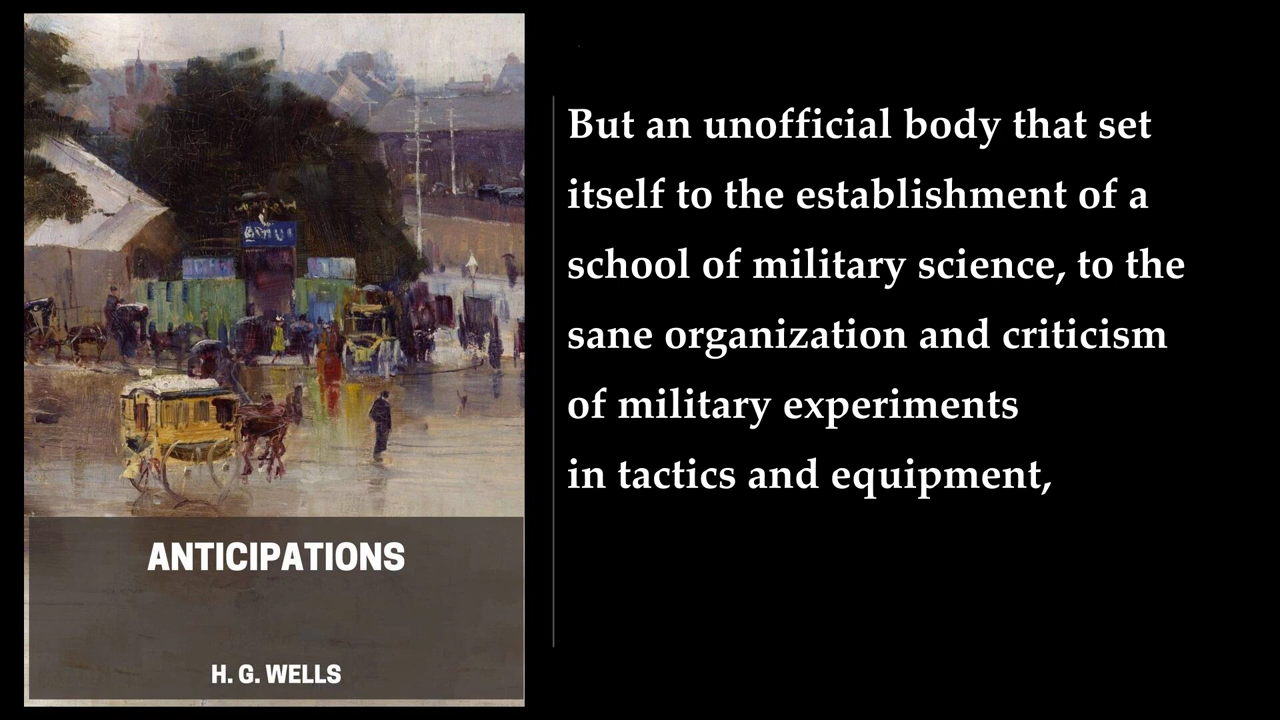 ANTICIPATIONS
H. G. WELLS
But an unofficial body that set
itself to the establishment of a
school of military science, to the
sane organization and criticism
of military experiments
in tactics and equipment,